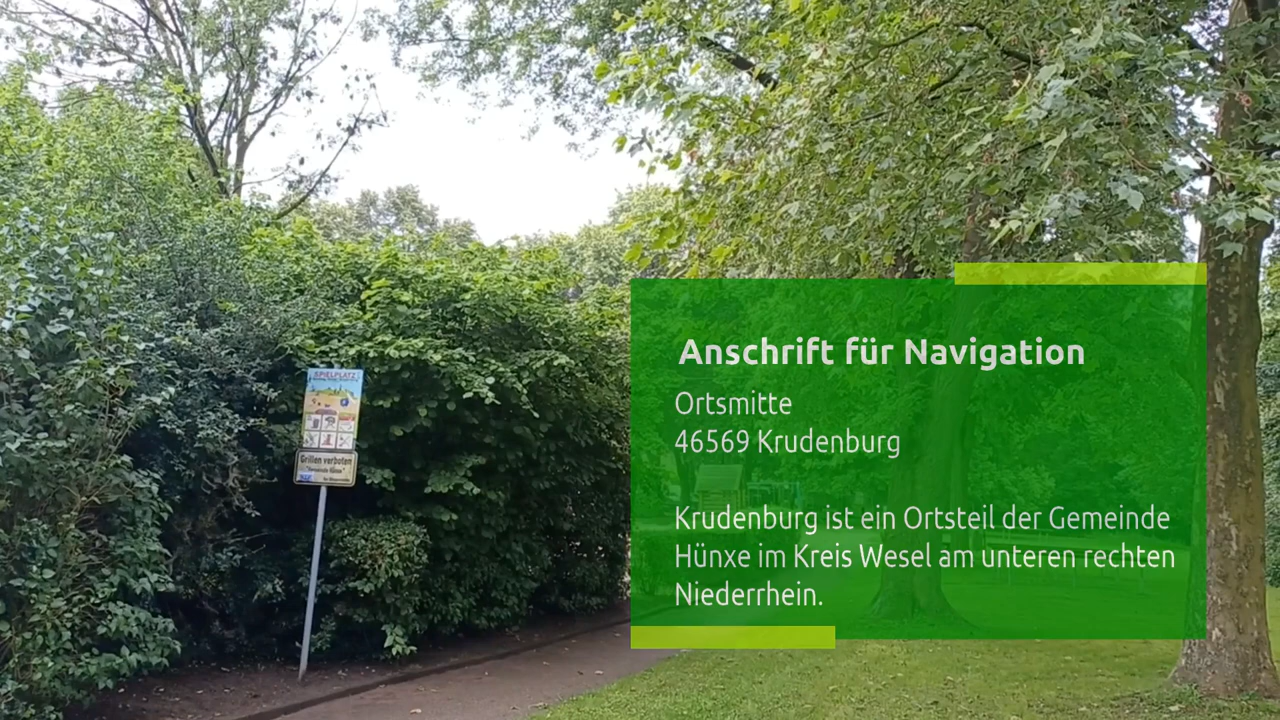 SPIELPLATZ
Grillen verboten
Anschrift für Navigation
Ortsmitte
46569 Krudenburg
Krudenburg ist ein Ortsteil der Gemeinde
Hünxe im Kreis Wesel am unteren rechten
Niederrhein.